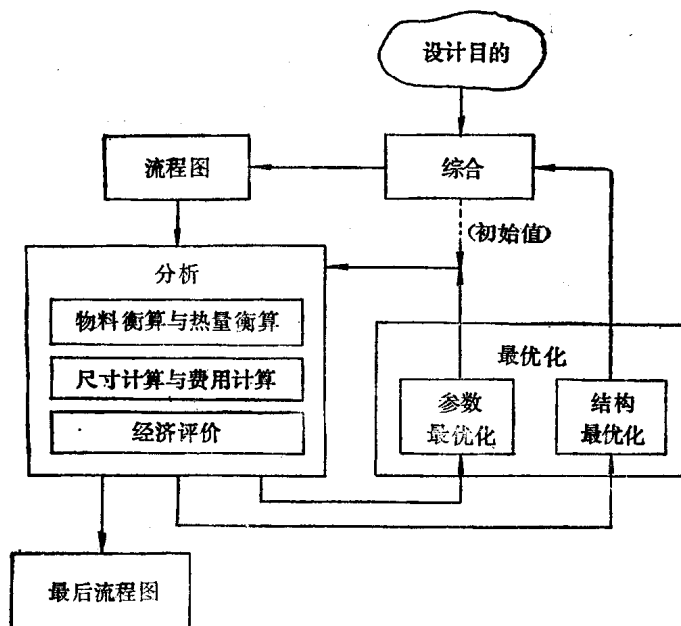 设计目的
流程图
综合
(初始值)
分析
物料衡算与热量衡算
尺寸计算与费用计算
经济评价
最优化
参数
最优化
结构
最优化
最后流程图